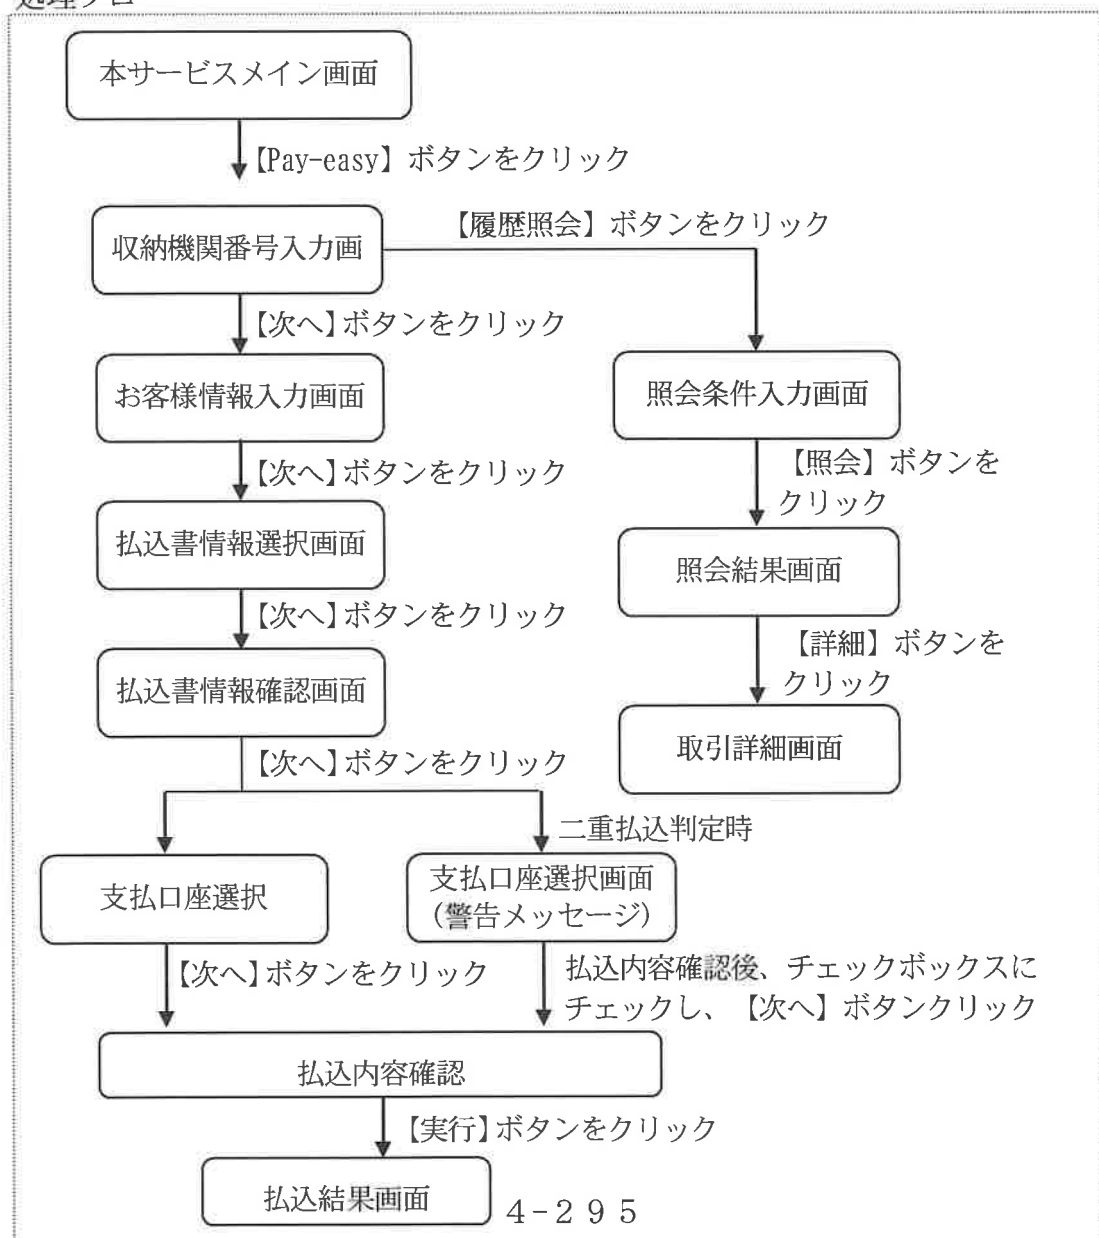 処理フロー
本サービスメイン画面
【Pay-easy】ボタンをクリック
収納機関番号入力画
【履歴照会】ボタンをクリック
【次へ】ボタンをクリック
お客様情報入力画面
照会条件入力画面
【次へ】ボタンをクリック
【照会】ボタンを
クリック
払込書情報選択画面
照会結果画面
【次へ】ボタンをクリック
【詳細】ボタンを
クリック
払込書情報確認画面
取引詳細画面
【次へ】ボタンをクリック
二重払込判定時
支払口座選択
支払口座選択画面
(警告メッセージ)
【次へ】ボタンをクリック
払込内容確認後、チェックボックスに
チェックし、【次へ】ボタンクリック
払込内容確認
【実行】ボタンをクリック
払込結果画面
4-295